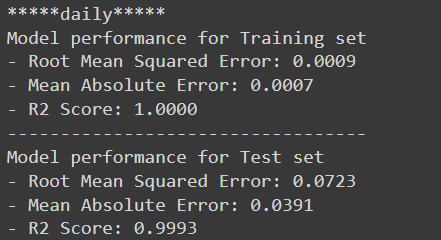 *****daily*****
Model performance for Training set
- Root Mean Squared Error: 0.0009
- Mean Absolute Error: 0.0007
- R2 Score: 1.0000
----------------------------------
Model performance for Test set
- Root Mean Squared Error: 0.0723
- Mean Absolute Error: 0.0391
- R2 Score: 0.9993